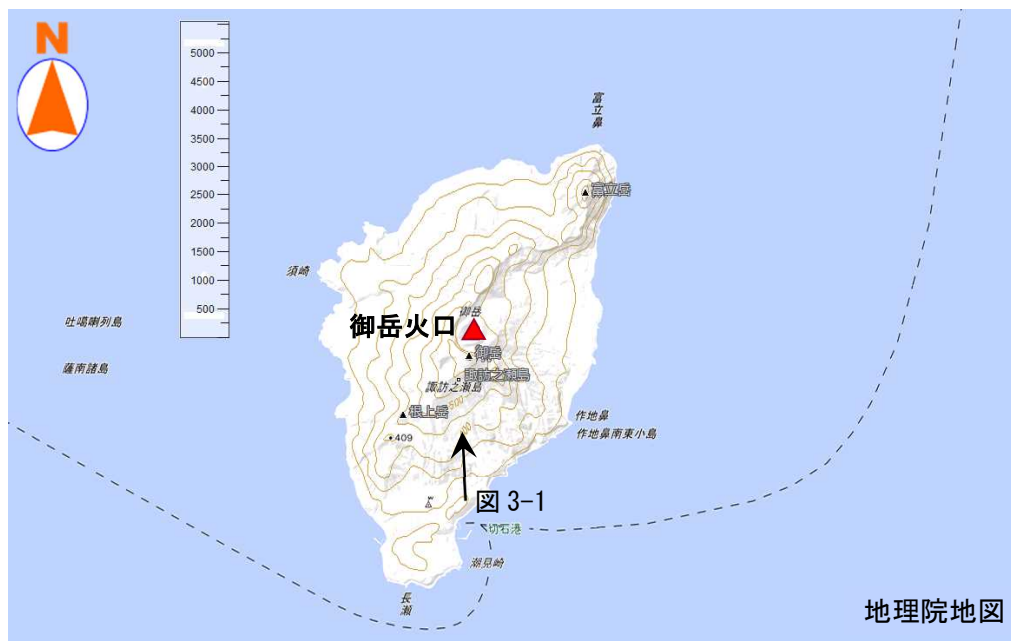 N
5000
4500
4000
3500
3000
2500
2000
1500
1000
500
富立鼻
富立岳
須崎
吐噶喇列島
薩南諸島
御岳
御岳火口
御岳
諏訪之瀬島
諏訪之瀬島
500
根上岳
409
作地鼻
作地鼻南東小島
図 3-1
切石港
潮見崎
長瀬
地理院地図